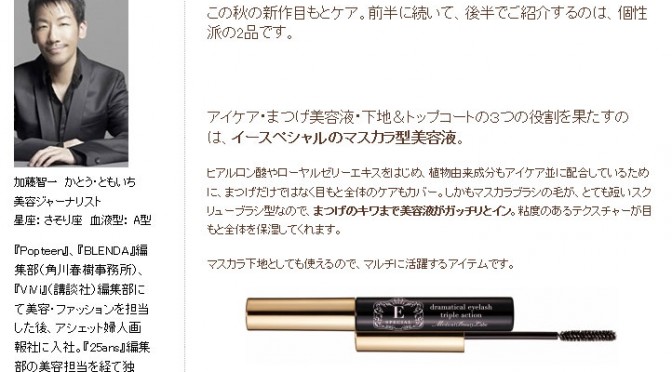 加藤智一 かとう・ともいち
美容ジャーナリスト
星座: さそり座 血液型: A型
『Popteen』、『BLENDA』編
集部(角川春樹事務所)、
『ViVi』(講談社)編集部に
て美容・ファッションを担当
した後、アシェット婦人画
報社に入社。『25ans』編集
部の美容担当を経て独
この秋の新作目もとケア。前半に続いて、後半でご紹介するのは、個性
派の2品です。
アイケア・まつげ美容液・下地&トップコートの3つの役割を果たすの
は、イースペシャルのマスカラ型美容液。
ヒアルロン酸やローヤルゼリーエキスをはじめ、植物由来成分もアイケア並に配合しているため
に、まつげだけではなく目もと全体のケアもカバー。しかもマスカラブラシの毛が、とても短いスク
リューブラシ型なので、まつげのキワまで美容液がガッチリとイン。粘度のあるテクスチャーが目
もと全体を保湿してくれます。
マスカラ下地としても使えるので、マルチに活躍するアイテムです。
E
SPECIAL
dramatical eyelash
triple action
Medical Beauty Labo